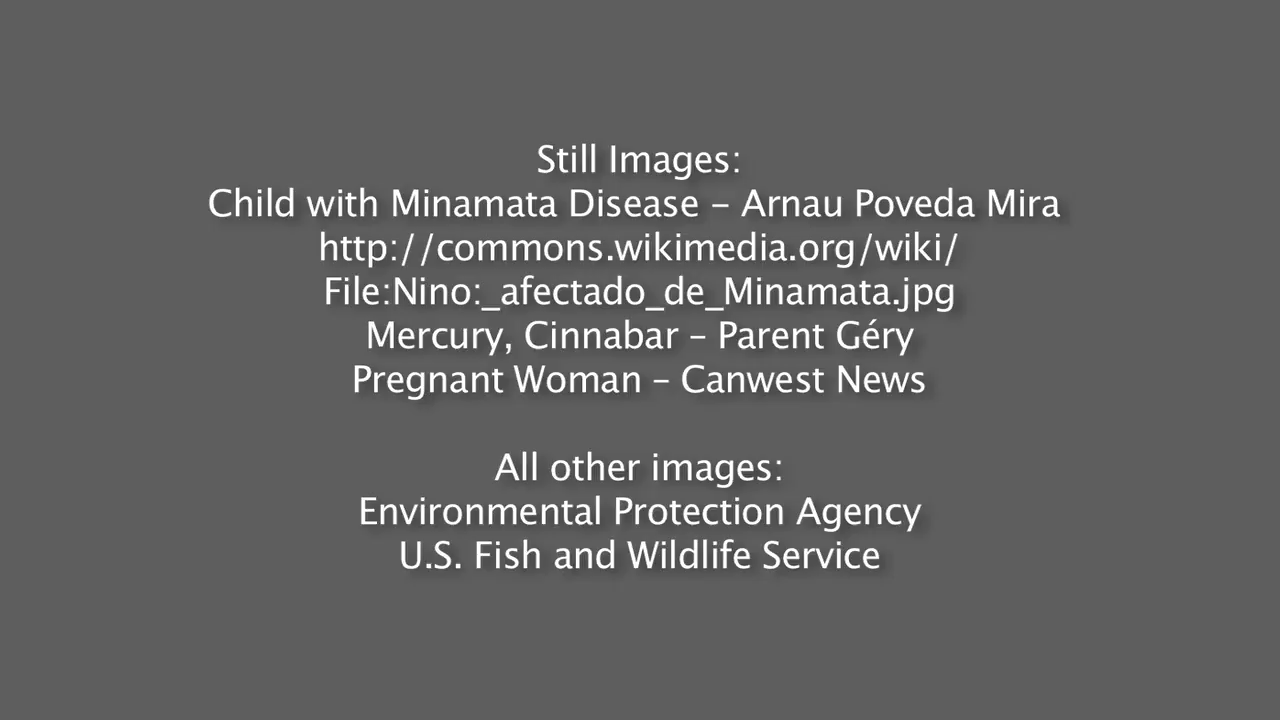 Still Images:
Child with Minamata Disease – Arnau Poveda Mira
http://commons.wikimedia.org/wiki/
File:Nino:_afectado_de_Minamata.jpg
Mercury, Cinnabar – Parent Géry
Pregnant Woman – Canwest News
All other images:
Environmental Protection Agency
U.S. Fish and Wildlife Service